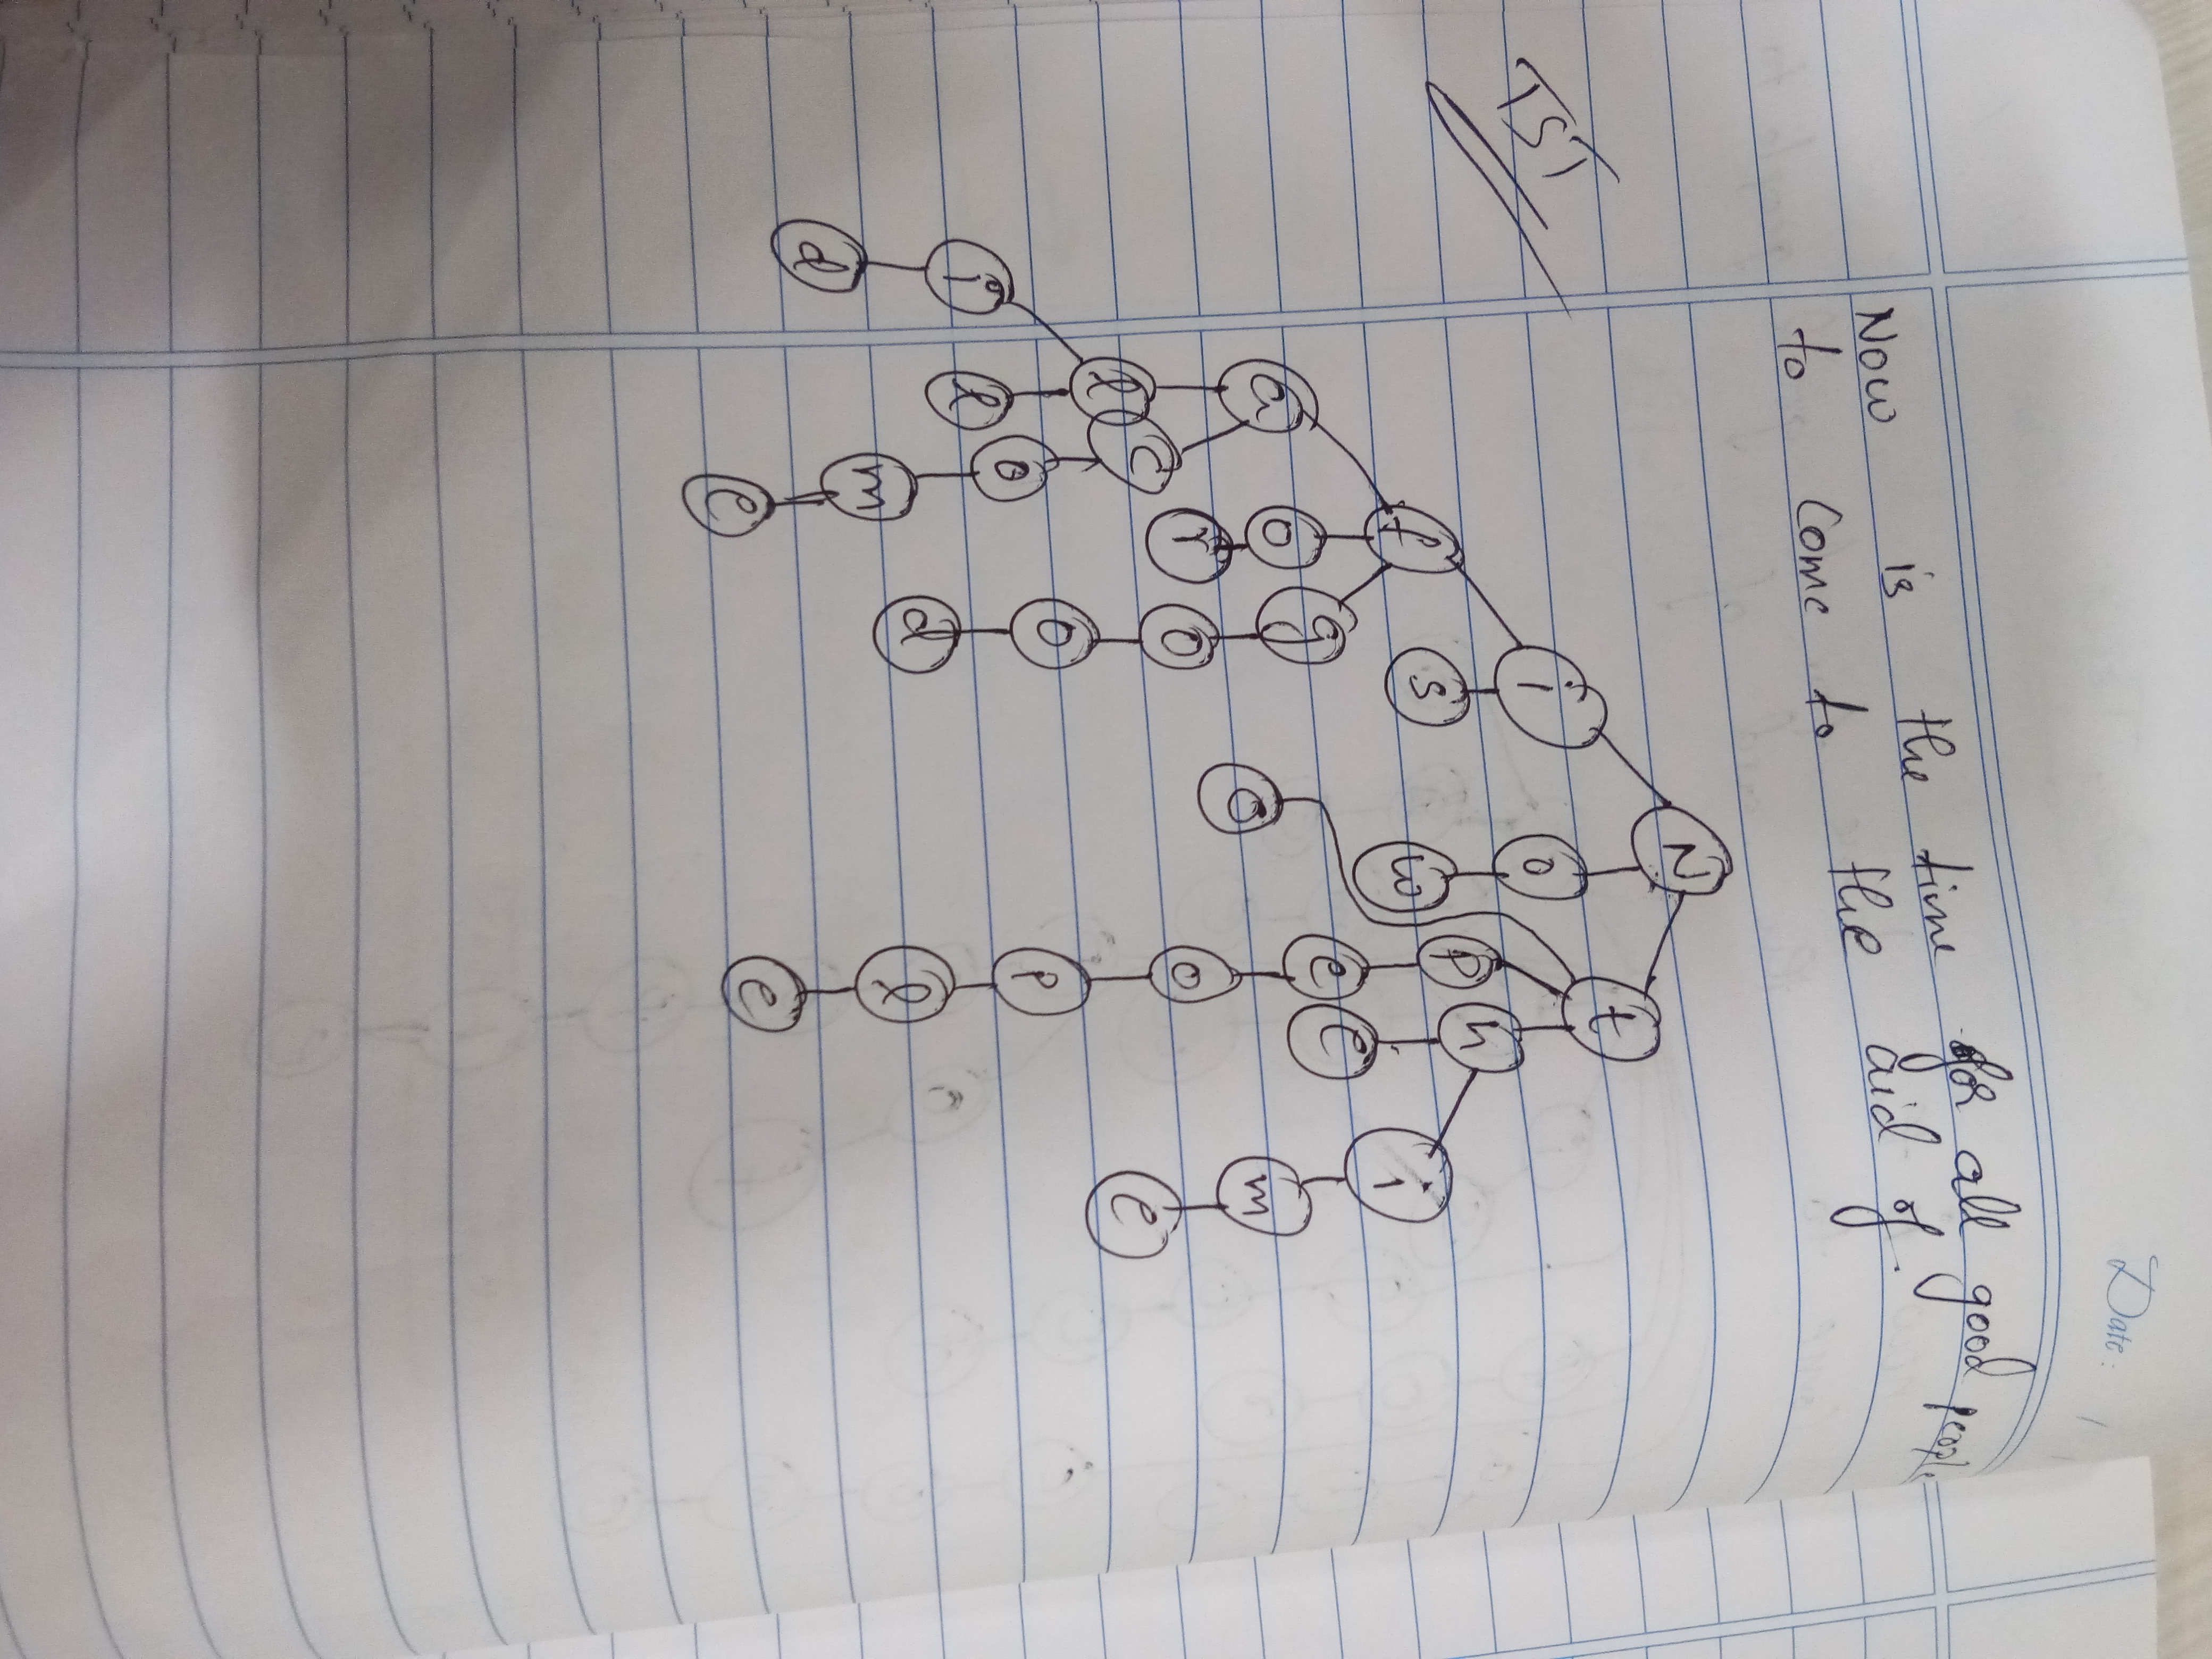 Date:
Now is the time for all good people
to come to the aid of
TST
N
i t
o
f s w h p o
a o g e i e
l c r o m o
i l o o e p
d m d l
e e